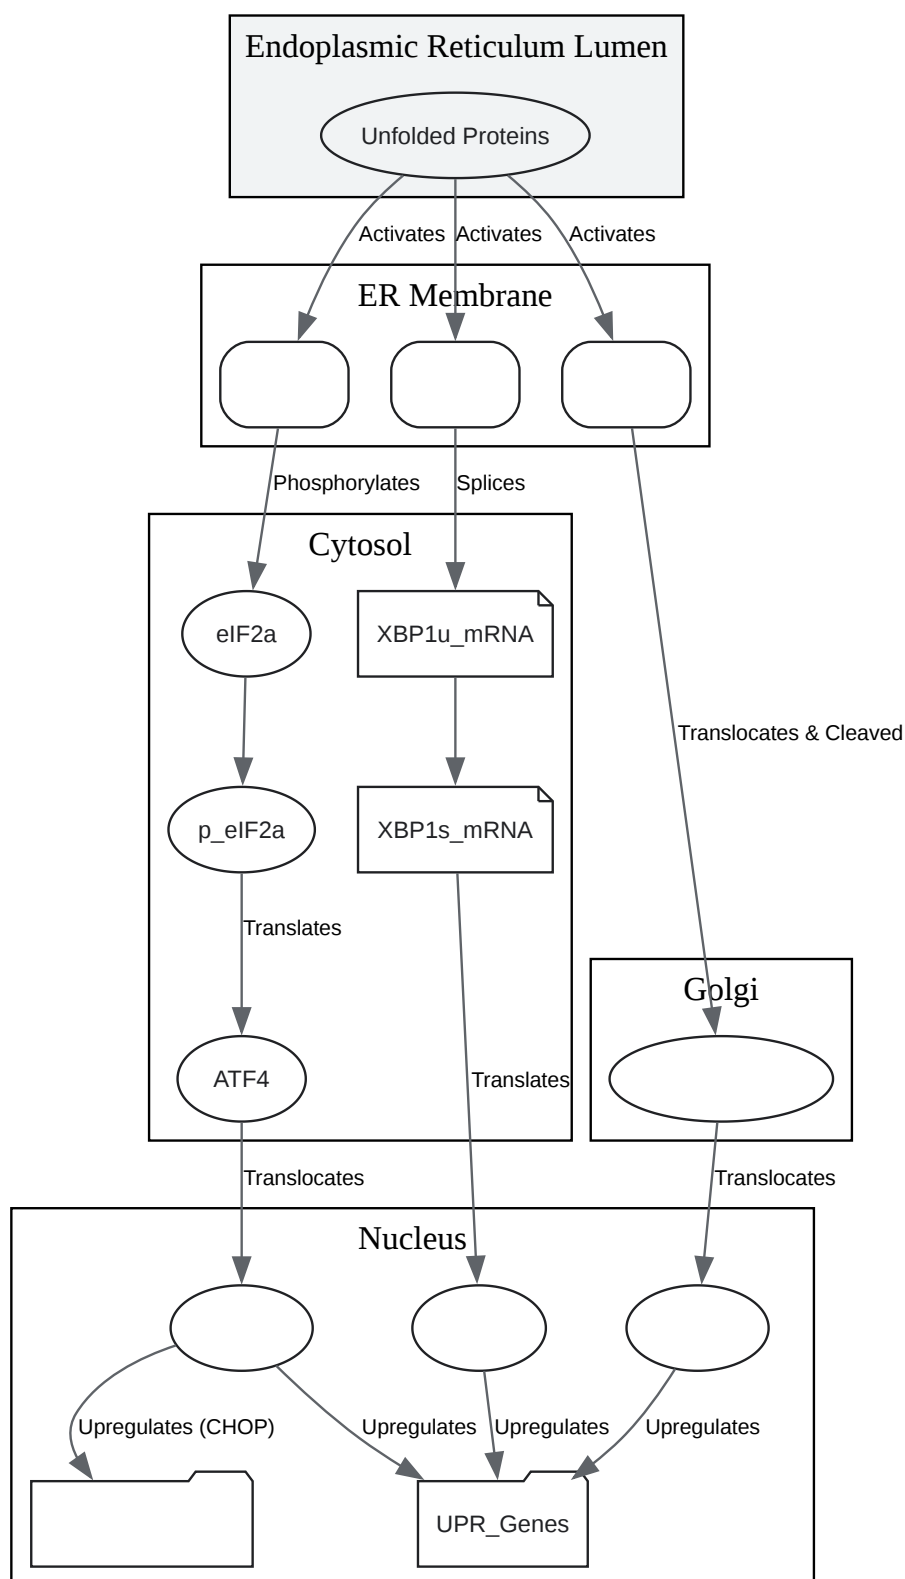 Endoplasmic Reticulum Lumen
Unfolded Proteins
Activates
Activates
Activates
ER Membrane
Phosphorylates
Splices
Cytosol
eIF2a
XBP1u_mRNA
Translocates & Cleaved
p_eIF2a
XBP1s_mRNA
Translates
Golgi
ATF4
Translates
Translocates
Translocates
Nucleus
Upregulates (CHOP)
Upregulates
Upregulates
Upregulates
UPR_Genes